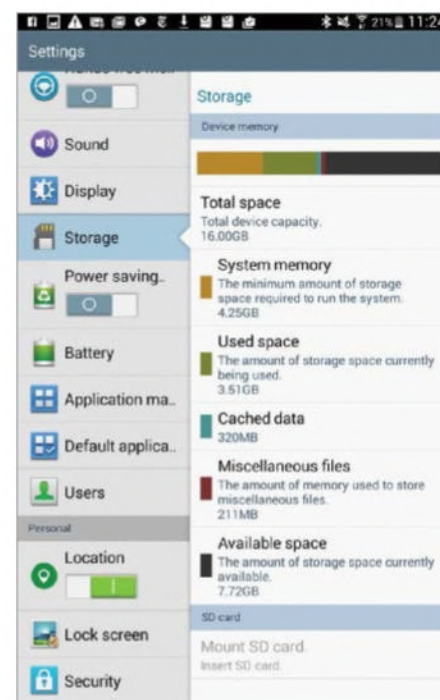 21% 11:24
Settings
Sound
Display
Storage
Power saving..
Battery
Application ma..
Default applica..
Users
Personal
Location
Lock screen
Security
Storage
Device memory
Total space
Total device capacity.
16.00GB
System memory
The minimum amount of storage
space required to run the system.
4.25GB
Used space
The amount of storage space currently
being used.
3.51GB
Cached data
320MB
Miscellaneous files
The amount of memory used to store
miscellaneous files.
211MB
Available space
The amount of storage space currently
available.
7.72GB
SD card
Mount SD card
Insert SD card.